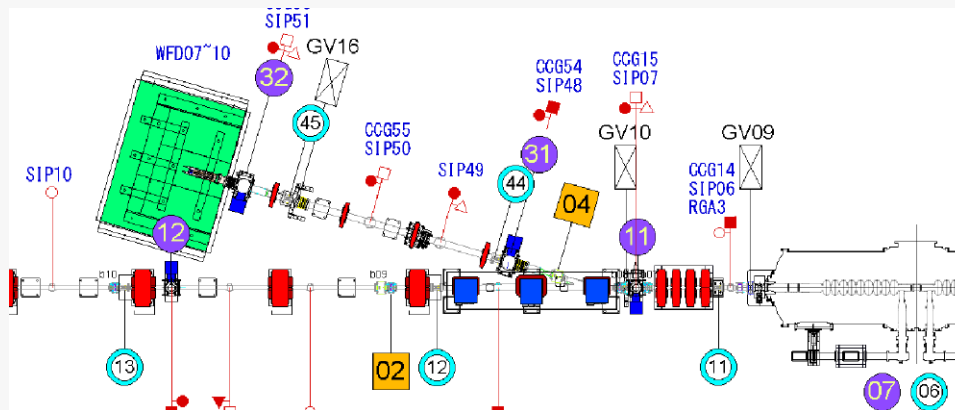 SIP51
GV16
WFD07~10
32
45
CCG54
SIP48
CCG15
SIP07
CCG55
SIP50
31
GV10
GV09
SIP10
SIP49
44
CCG14
SIP06
RGA3
04
12
11
b10
b09
13
02
12
11
07
06